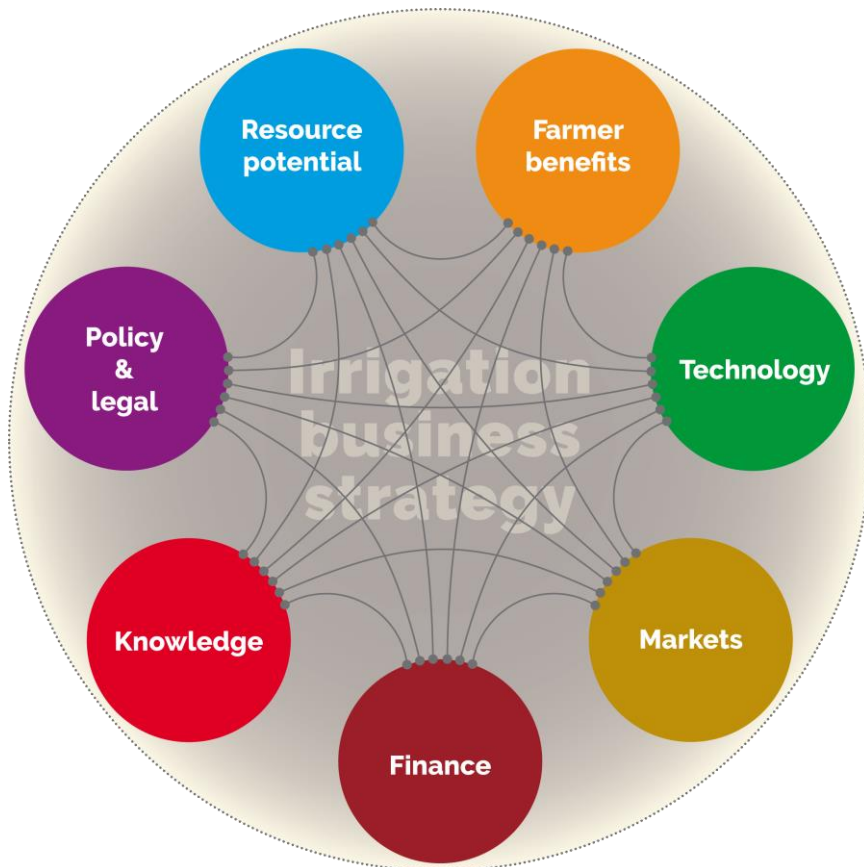 Resource
potential
Farmer
benefits
Policy
&
legal
Technology
Irrigation
business
strategy
Knowledge
Markets
Finance